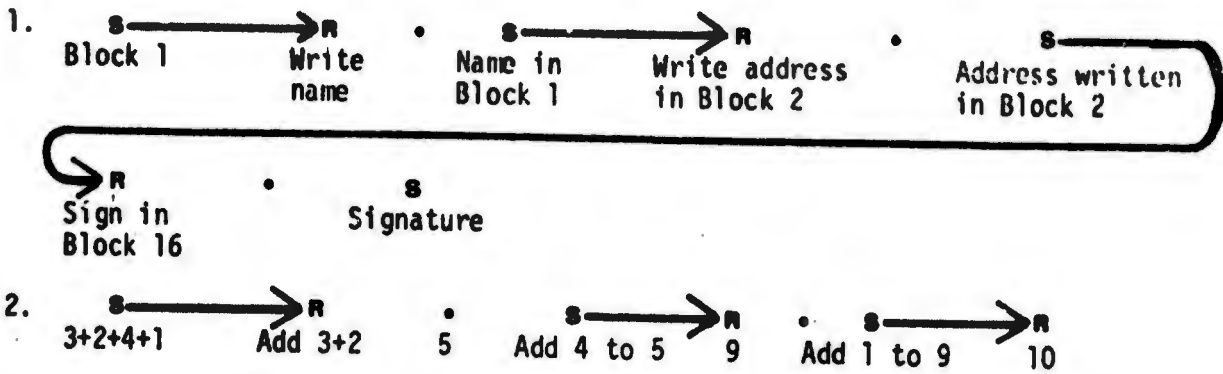 1. S R . S R . S
Block 1 Write name Name in Block 1 Write address in Block 2 Address written in Block 2
R . S
Sign in Block 16 Signature
2. S R . S R . S R
3+2+4+1 Add 3+2 5 Add 4 to 5 9 Add 1 to 9 10